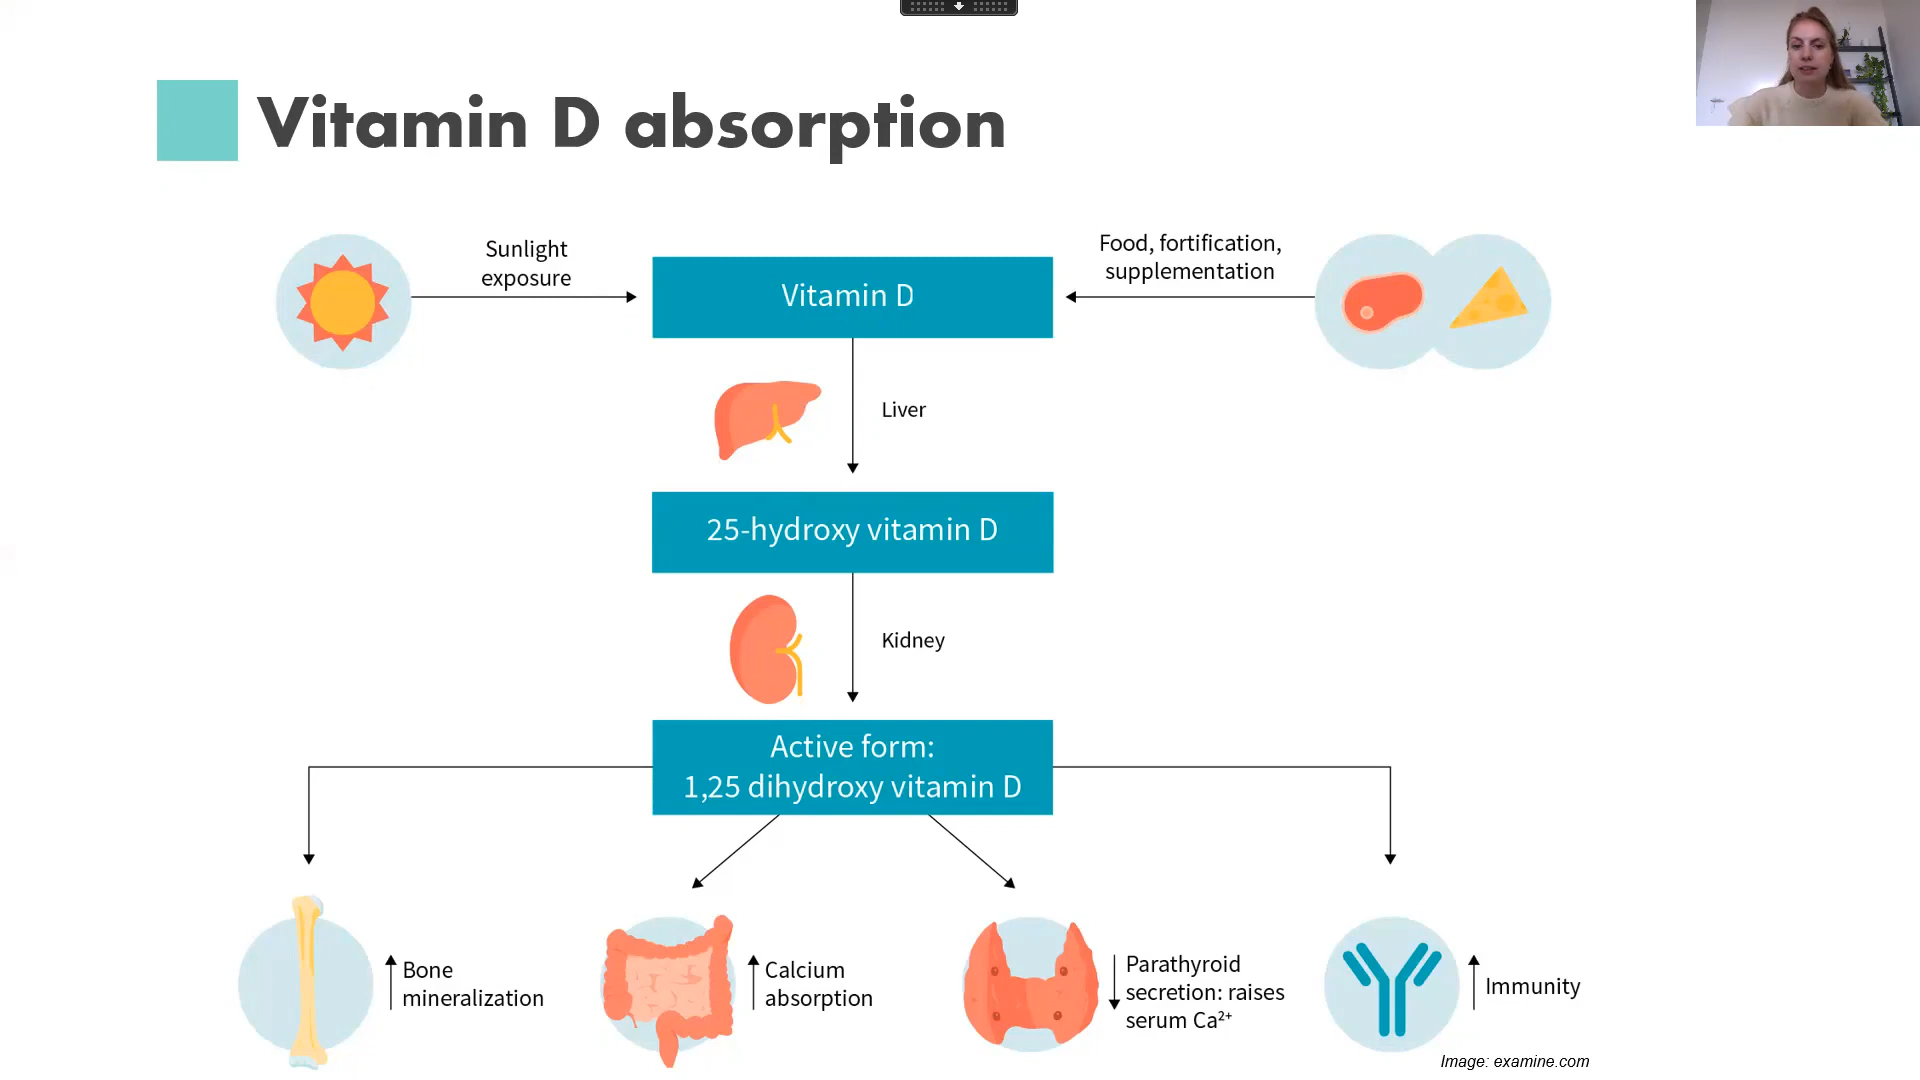 Vitamin D absorption
Sunlight
exposure
Vitamin D
Food, fortification,
supplementation
Liver
25-hydroxy vitamin D
Kidney
Active form:
1,25 dihydroxy vitamin D
Bone
mineralization
Calcium
absorption
Parathyroid
secretion: raises
serum Ca²⁺
Immunity
Image: examine.com